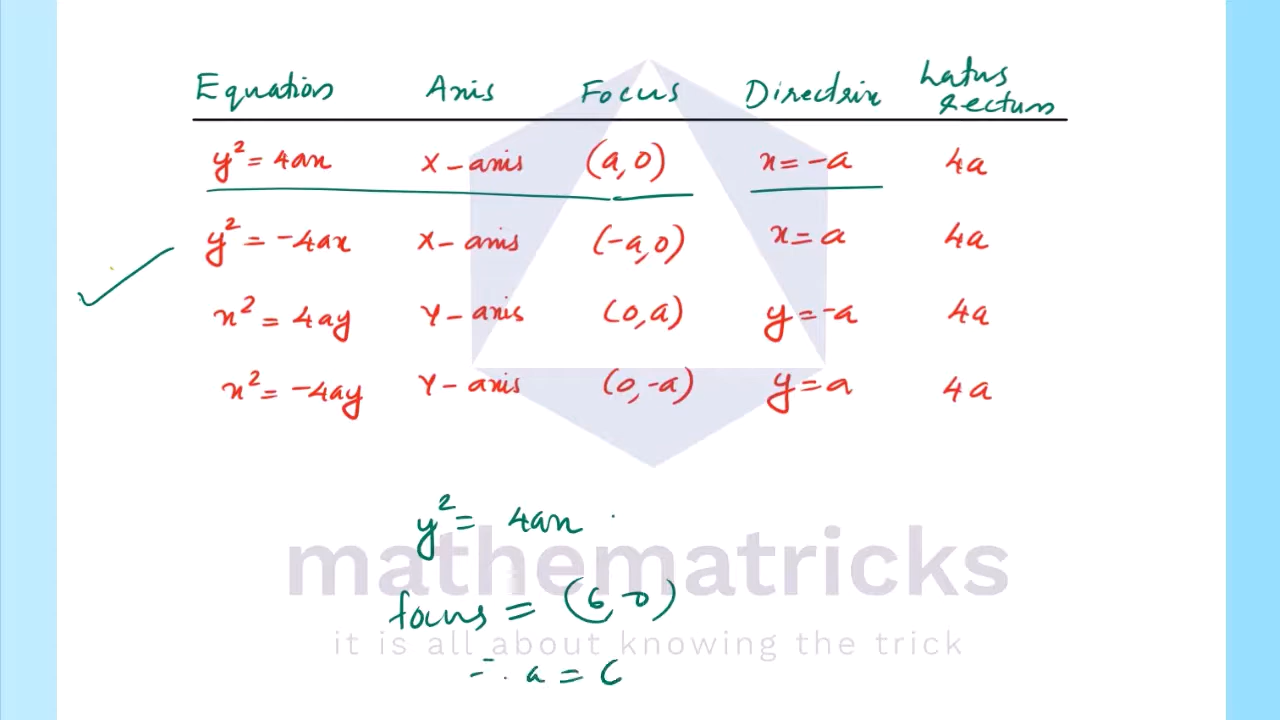 Equation Axis Focus Directrix Latus Rectum
y² = 4ax X-axis (a,0) x = -a 4a
y² = -4ax X-axis (-a,0) x = a 4a
x² = 4ay Y-axis (0,a) y = -a 4a
x² = -4ay Y-axis (0,-a) y = a 4a
y² = 4ax
mathematricks
focus = (6,0)
it is all about knowing the trick
∴ a =